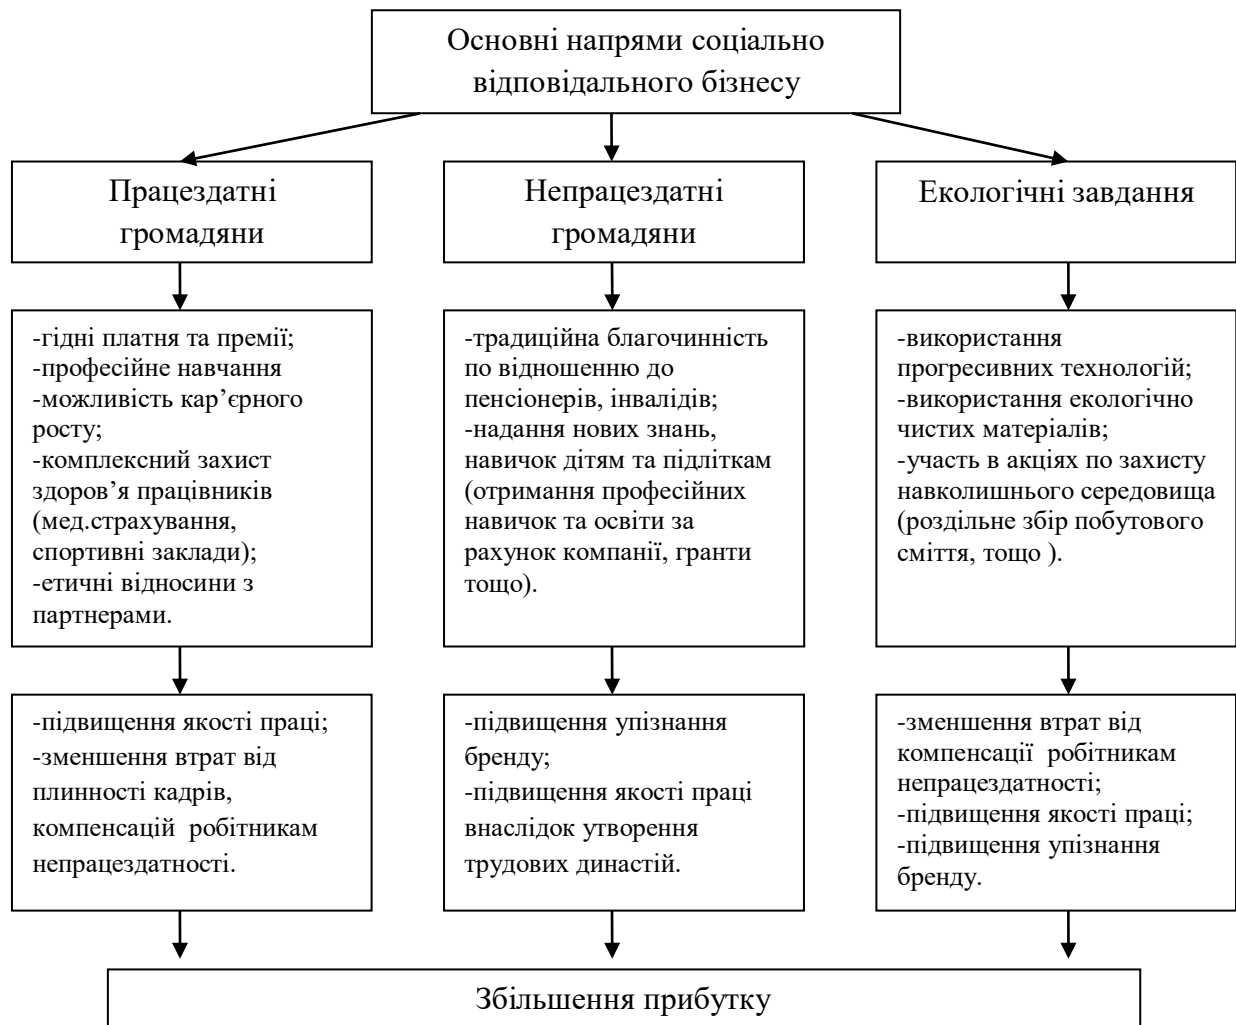 Основні напрями соціально
відповідального бізнесу
Працездатні
громадяни
Непрацездатні
громадяни
Екологічні завдання
-гідні платня та премії;
-професійне навчання
-можливість кар’єрного
росту;
-комплексний захист
здоров’я працівників
(мед.страхування,
спортивні заклади);
-етичні відносини з
партнерами.
-традиційна благочинність
по відношенню до
пенсіонерів, інвалідів;
-надання нових знань,
навичок дітям та підліткам
(отримання професійних
навичок та освіти за
рахунок компанії, гранти
тощо).
-використання
прогресивних технологій;
-використання екологічно
чистих матеріалів;
-участь в акціях по захисту
навколишнього середовища
(роздільне збір побутового
сміття, тощо ).
-підвищення якості праці;
-зменшення втрат від
плинності кадрів,
компенсацій робітникам
непрацездатності.
-підвищення упізнання
бренду;
-підвищення якості праці
внаслідок утворення
трудових династій.
-зменшення втрат від
компенсації робітникам
непрацездатності;
-підвищення якості праці;
-підвищення упізнання
бренду.
Збільшення прибутку